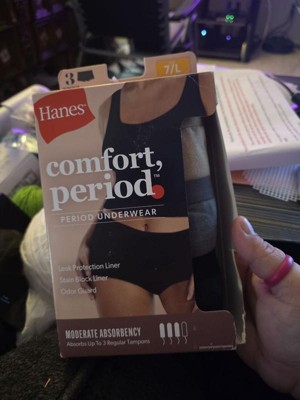 3
7/L
Hanes
comfort,
period.™
PERIOD UNDERWEAR
Leak Protection Liner
Stain Block Liner
Odor Guard
MODERATE ABSORBENCY
Absorbs Up To 3 Regular Tampons